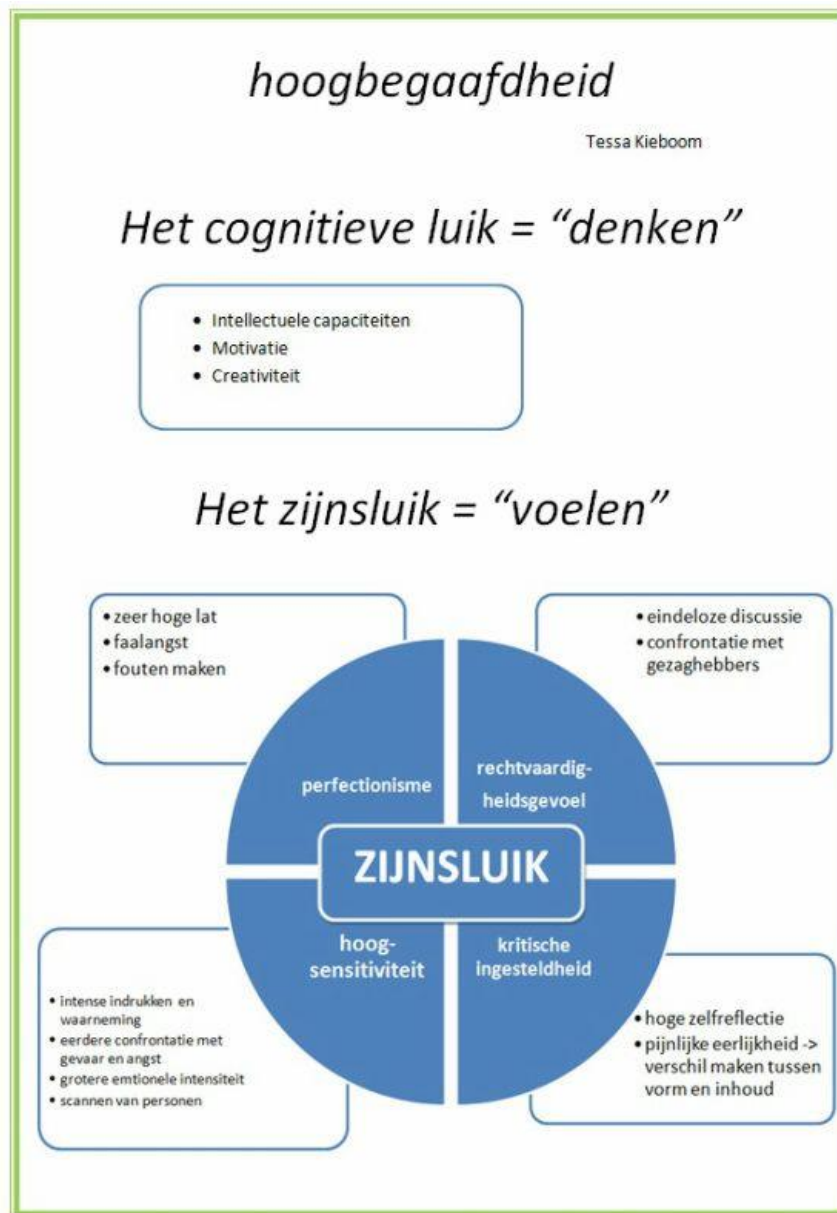 hoogbegaafdheid
Tessa Kieboom
Het cognitieve luik = “denken”
• Intellectuele capaciteiten
• Motivatie
• Creativiteit
Het zijnsluik = “voelen”
• zeer hoge lat
• faalangst
• fouten maken
• eindeloze discussie
• confrontatie met
gezaghebbers
perfectionisme
rechtvaardig-
heidsgevoel
ZIJNSLUIK
hoog-
sensitiviteit
kritische
ingesteldheid
• intense indrukken en
waarneming
• eerdere confrontatie met
gevaar en angst
• grotere emtionele intensiteit
• scannen van personen
• hoge zelfreflectie
• pijnlijke eerlijkheid ->
verschil maken tussen
vorm en inhoud